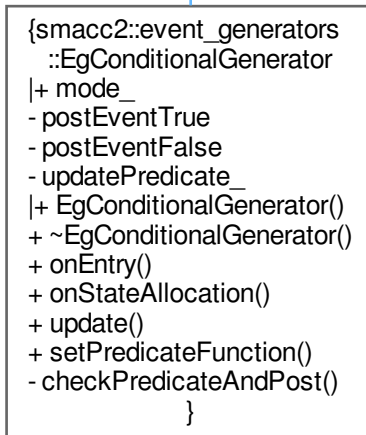 {smacc2::event_generators
::EgConditionalGenerator
|+ mode_
- postEventTrue
- postEventFalse
- updatePredicate_
|+ EgConditionalGenerator()
+ ~EgConditionalGenerator()
+ onEntry()
+ onStateAllocation()
+ update()
+ setPredicateFunction()
- checkPredicateAndPost()
}